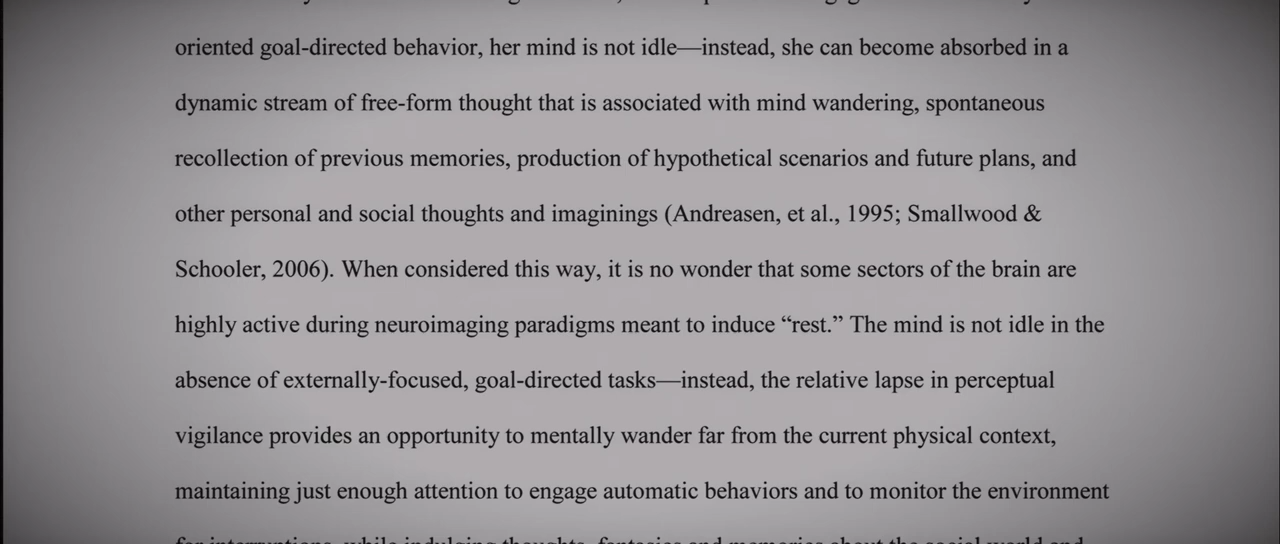 oriented goal-directed behavior, her mind is not idle—instead, she can become absorbed in a
dynamic stream of free-form thought that is associated with mind wandering, spontaneous
recollection of previous memories, production of hypothetical scenarios and future plans, and
other personal and social thoughts and imaginings (Andreasen, et al., 1995; Smallwood &
Schooler, 2006). When considered this way, it is no wonder that some sectors of the brain are
highly active during neuroimaging paradigms meant to induce “rest.” The mind is not idle in the
absence of externally-focused, goal-directed tasks—instead, the relative lapse in perceptual
vigilance provides an opportunity to mentally wander far from the current physical context,
maintaining just enough attention to engage automatic behaviors and to monitor the environment